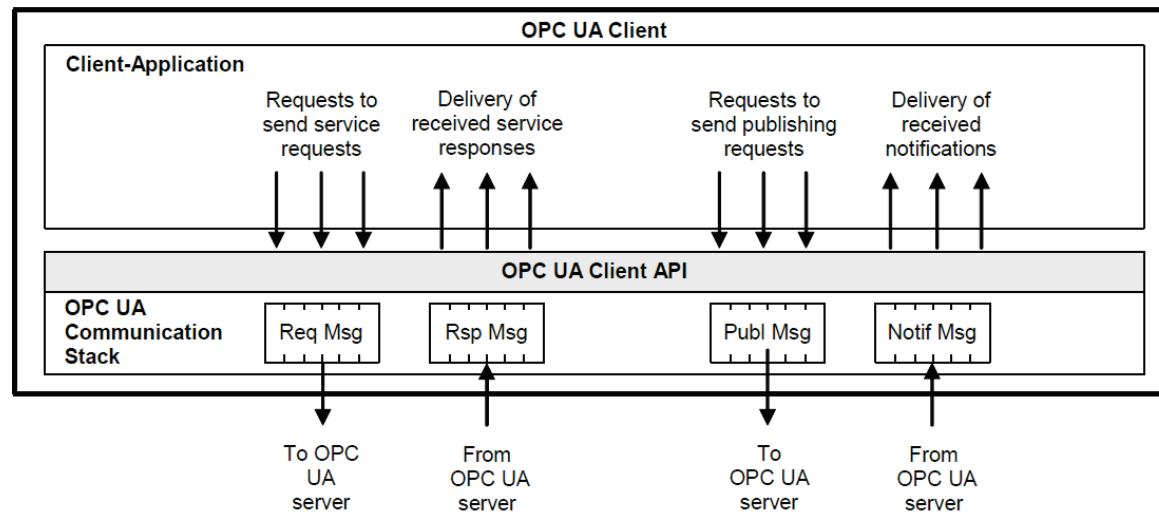 OPC UA Client
Client-Application
Requests to
send service
requests
Delivery of
received service
responses
Requests to
send publishing
requests
Delivery of
received
notifications
OPC UA Client API
OPC UA
Communication
Stack
Req Msg
Rsp Msg
Publ Msg
Notif Msg
To OPC
UA
server
From
OPC UA
server
To
OPC UA
server
From
OPC UA
server